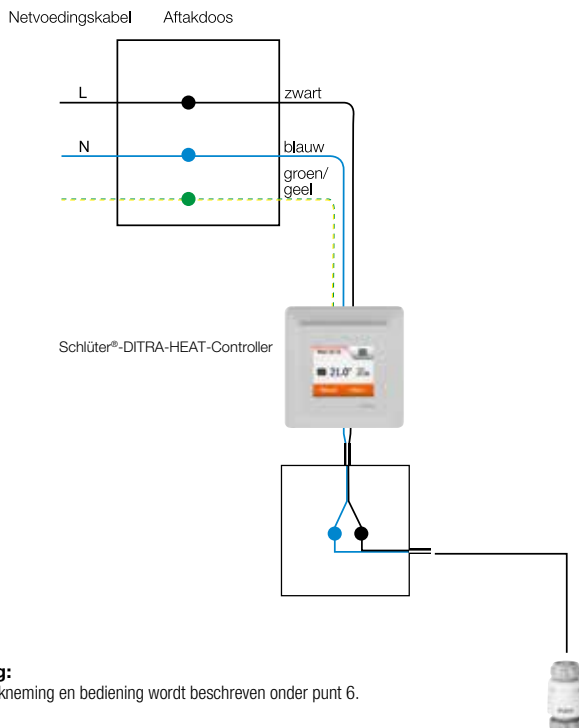 Netvoedingskabel Aftakdoos
L zwart
N blauw
groen/
geel
Schlüter®-DITRA-HEAT-Controller
21.0°
g:
kneming en bediening wordt beschreven onder punt 6.